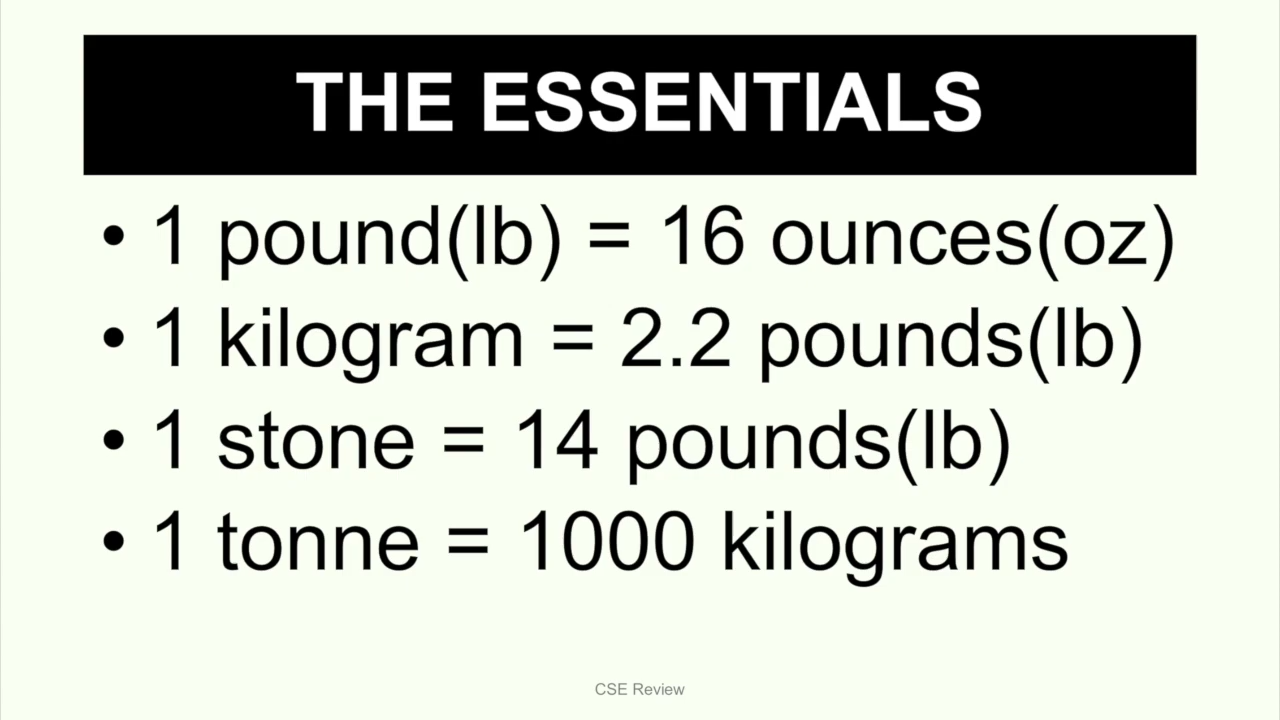 THE ESSENTIALS
• 1 pound(lb) = 16 ounces(oz)
• 1 kilogram = 2.2 pounds(lb)
• 1 stone = 14 pounds(lb)
• 1 tonne = 1000 kilograms
CSE Review